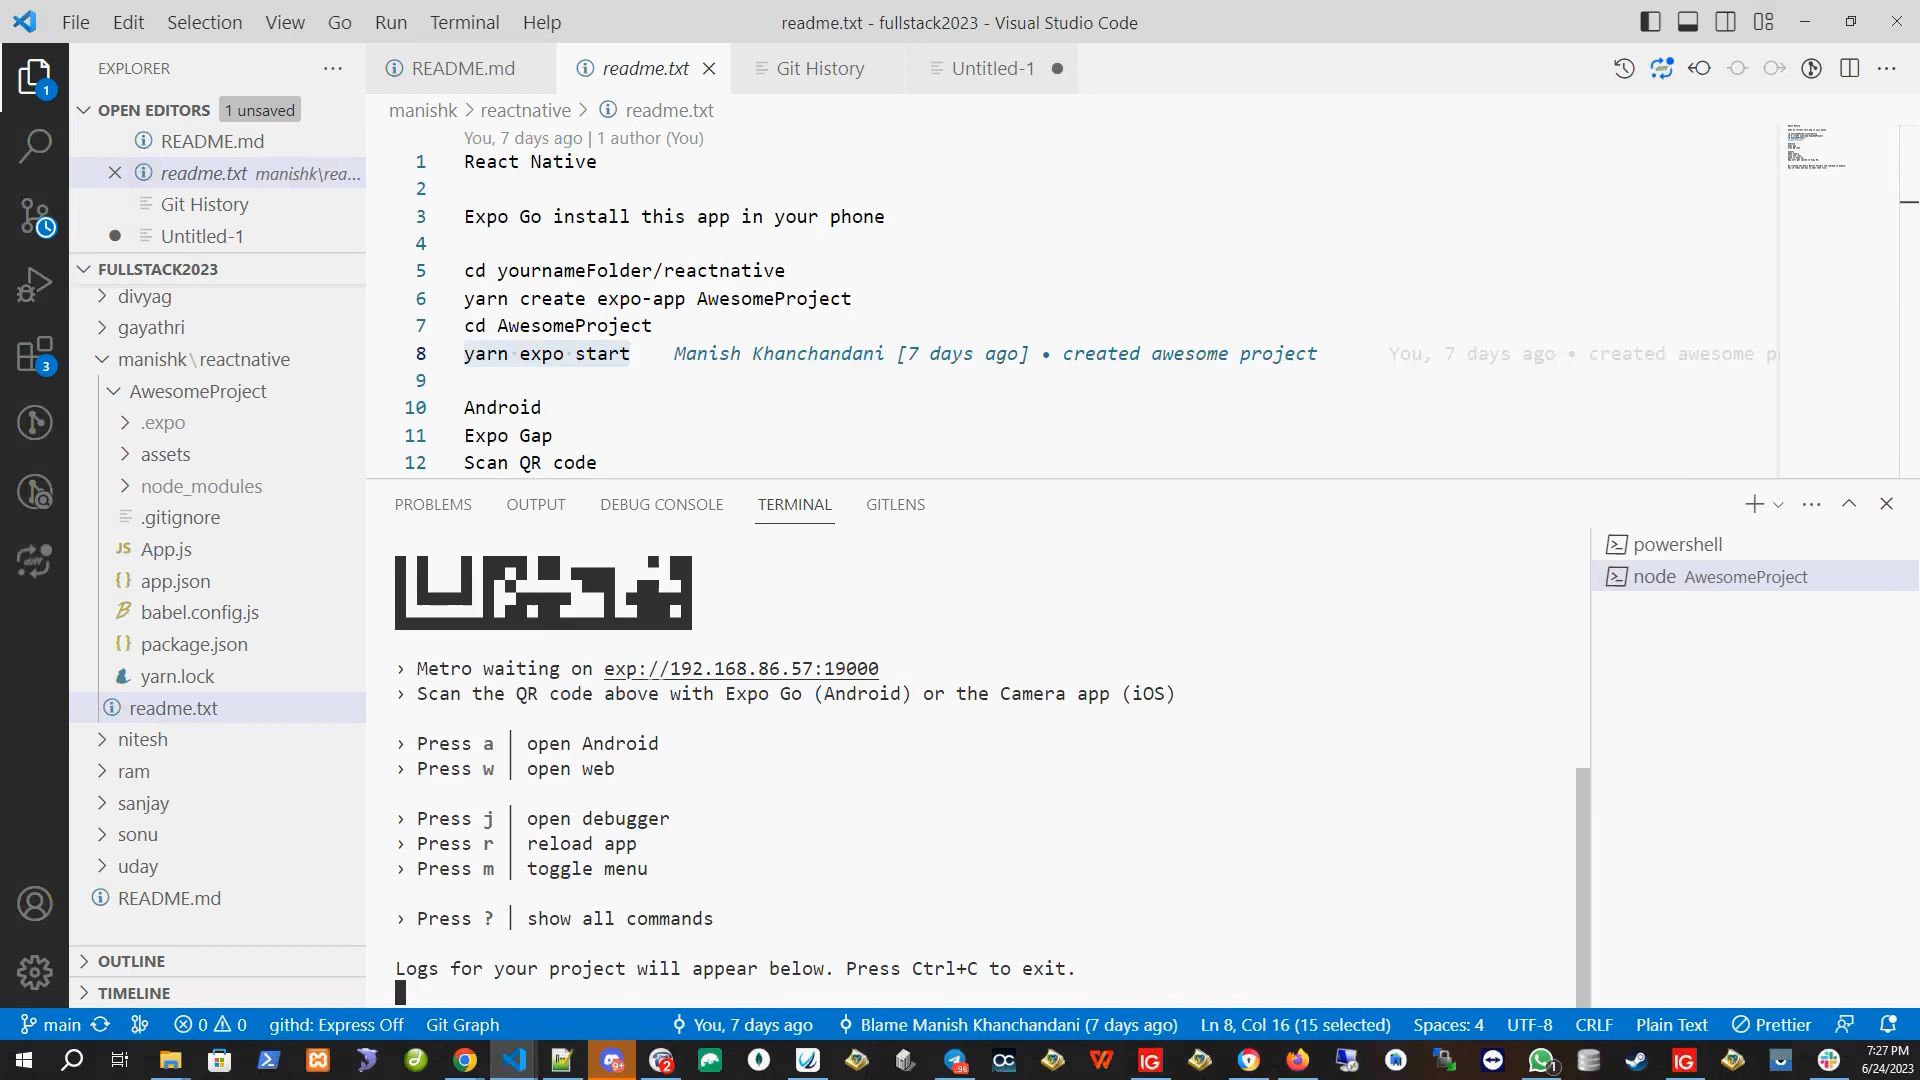 File Edit Selection View Go Run Terminal Help
readme.txt - fullstack2023 - Visual Studio Code
EXPLORER
README.md
readme.txt
Git History
Untitled-1
OPEN EDITORS 1 unsaved
README.md
readme.txt manishk\rea...
Git History
Untitled-1
FULLSTACK2023
divyag
gayathri
manishk\reactnative
AwesomeProject
.expo
assets
node_modules
.gitignore
JS App.js
{} app.json
babel.config.js
{} package.json
yarn.lock
readme.txt
nitesh
ram
sanjay
sonu
uday
README.md
OUTLINE
TIMELINE
manishk > reactnative > readme.txt
You, 7 days ago | 1 author (You)
1 React Native
2
3 Expo Go install this app in your phone
4
5 cd yournameFolder/reactnative
6 yarn create expo-app AwesomeProject
7 cd AwesomeProject
8 yarn expo start Manish Khanchandani [7 days ago] • created awesome project You, 7 days ago • created awesome p
9
10 Android
11 Expo Gap
12 Scan QR code
PROBLEMS OUTPUT DEBUG CONSOLE TERMINAL GITLENS
powershell
node AwesomeProject
› Metro waiting on exp://192.168.86.57:19000
› Scan the QR code above with Expo Go (Android) or the Camera app (iOS)
› Press a │ open Android
› Press w │ open web
› Press j │ open debugger
› Press r │ reload app
› Press m │ toggle menu
› Press ? │ show all commands
Logs for your project will appear below. Press Ctrl+C to exit.
main 0 0 githd: Express Off Git Graph You, 7 days ago Blame Manish Khanchandani (7 days ago) Ln 8, Col 16 (15 selected) Spaces: 4 UTF-8 CRLF Plain Text Prettier
7:27 PM
6/24/2023